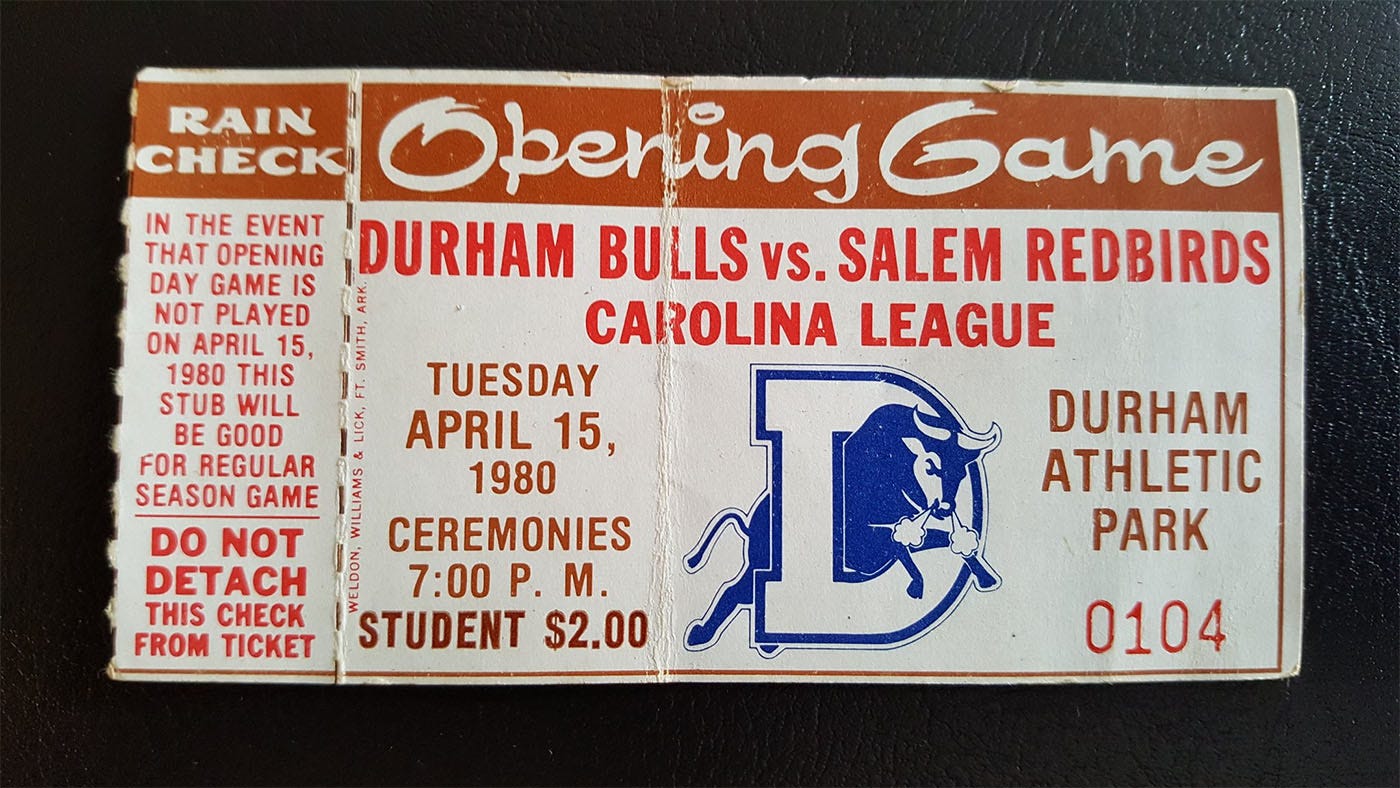 RAIN
CHECK
IN THE EVENT
THAT OPENING
DAY GAME IS
NOT PLAYED
ON APRIL 15,
1980 THIS
STUB WILL
BE GOOD
FOR REGULAR
SEASON GAME
DO NOT
DETACH
THIS CHECK
FROM TICKET
WELDON, WILLIAMS & LICK, FT. SMITH, ARK.
Opening Game
DURHAM BULLS vs. SALEM REDBIRDS
CAROLINA LEAGUE
TUESDAY
APRIL 15,
1980
CEREMONIES
7:00 P. M.
STUDENT $2.00
D
DURHAM
ATHLETIC
PARK
0104